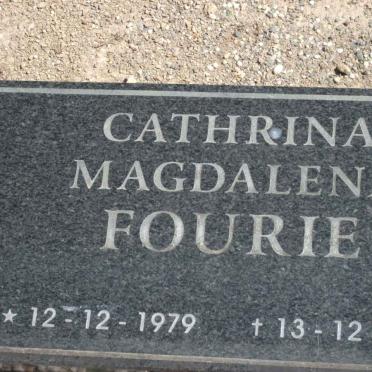 CATHRINA
MAGDALEN
FOURIE
* 12 - 12 - 1979 † 13 - 12